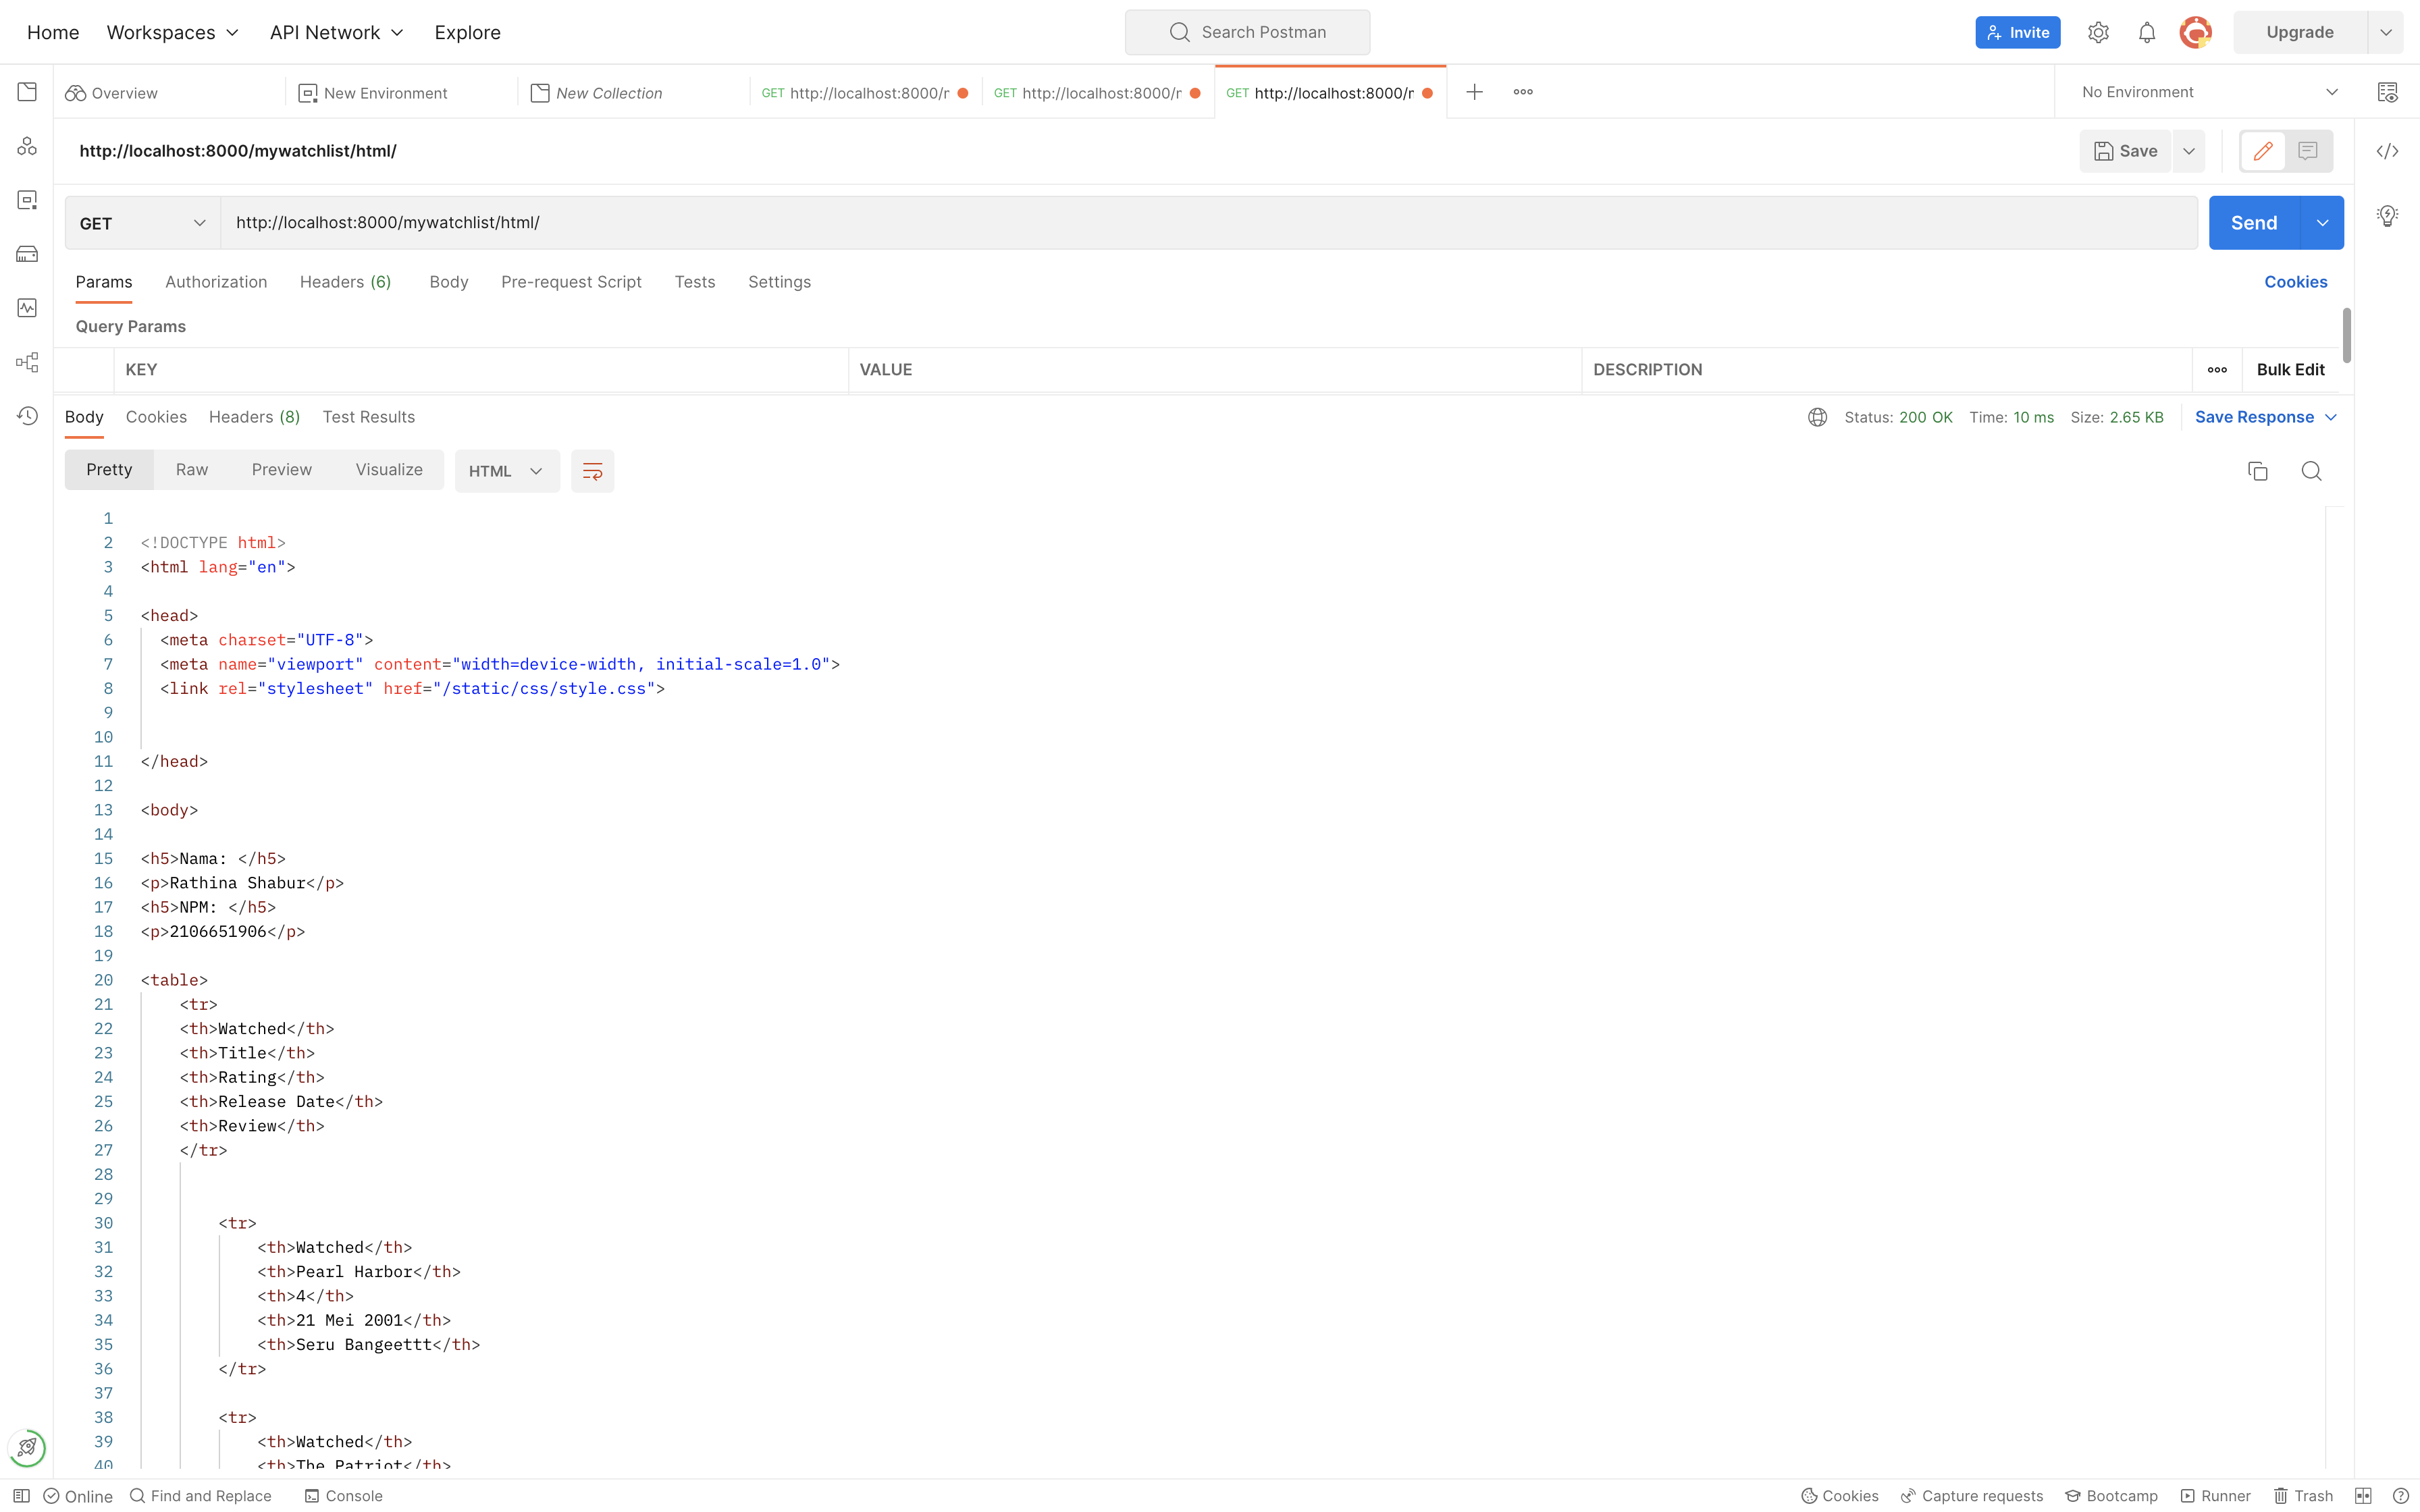 Home Workspaces API Network Explore Search Postman Invite Upgrade
Overview New Environment New Collection GET http://localhost:8000/r GET http://localhost:8000/r GET http://localhost:8000/r No Environment
http://localhost:8000/mywatchlist/html/ Save
GET http://localhost:8000/mywatchlist/html/ Send
Params Authorization Headers (6) Body Pre-request Script Tests Settings Cookies
Query Params
KEY VALUE DESCRIPTION Bulk Edit
Body Cookies Headers (8) Test Results Status: 200 OK Time: 10 ms Size: 2.65 KB Save Response
Pretty Raw Preview Visualize HTML
1
2 <!DOCTYPE html>
3 <html lang="en">
4
5 <head>
6 <meta charset="UTF-8">
7 <meta name="viewport" content="width=device-width, initial-scale=1.0">
8 <link rel="stylesheet" href="/static/css/style.css">
9
10
11 </head>
12
13 <body>
14
15 <h5>Nama: </h5>
16 <p>Rathina Shabur</p>
17 <h5>NPM: </h5>
18 <p>2106651906</p>
19
20 <table>
21 <tr>
22 <th>Watched</th>
23 <th>Title</th>
24 <th>Rating</th>
25 <th>Release Date</th>
26 <th>Review</th>
27 </tr>
28
29
30 <tr>
31 <th>Watched</th>
32 <th>Pearl Harbor</th>
33 <th>4</th>
34 <th>21 Mei 2001</th>
35 <th>Seru Bangeettt</th>
36 </tr>
37
38 <tr>
39 <th>Watched</th>
40 <th>The Patriot</th>
Online Find and Replace Console Cookies Capture requests Bootcamp Runner Trash